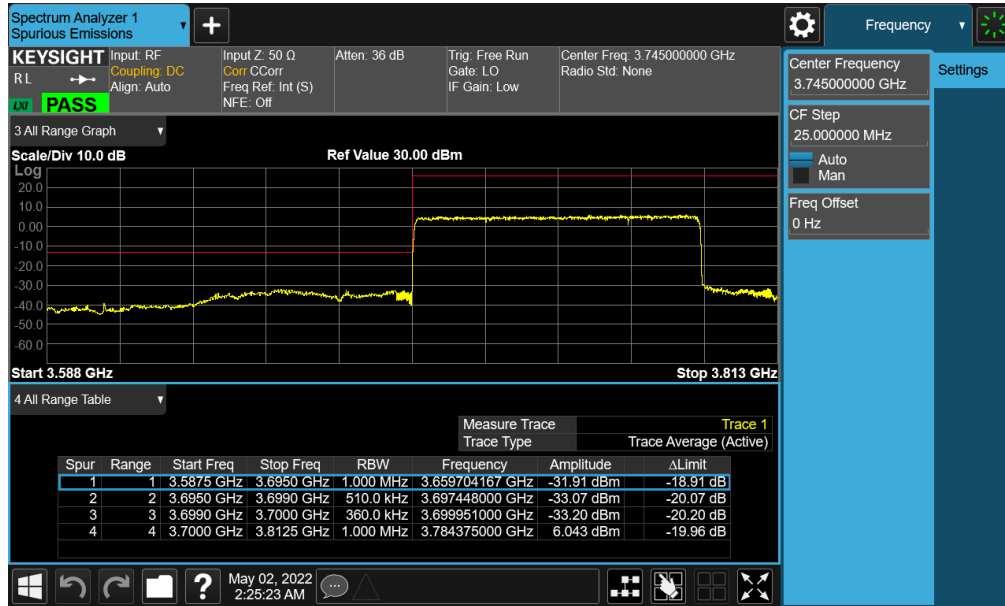 Spectrum Analyzer 1
Spurious Emissions
Frequency
KEYSIGHT
R L
LXI
PASS
Input: RF
Coupling: DC
Align: Auto
Input Z: 50 Ω
Corr CCorr
Freq Ref: Int (S)
NFE: Off
Atten: 36 dB
Trig: Free Run
Gate: LO
IF Gain: Low
Center Freq: 3.745000000 GHz
Radio Std: None
Center Frequency
3.745000000 GHz
Settings
CF Step
25.000000 MHz
Auto
Man
Freq Offset
0 Hz
3 All Range Graph
Scale/Div 10.0 dB
Ref Value 30.00 dBm
Log
20.0
10.0
0.00
-10.0
-20.0
-30.0
-40.0
-50.0
-60.0
Start 3.588 GHz
Stop 3.813 GHz
4 All Range Table
Measure Trace Trace 1
Trace Type Trace Average (Active)
Spur Range Start Freq Stop Freq RBW Frequency Amplitude ΔLimit
1 1 3.5875 GHz 3.6950 GHz 1.000 MHz 3.659704167 GHz -31.91 dBm -18.91 dB
2 2 3.6950 GHz 3.6990 GHz 510.0 kHz 3.697448000 GHz -33.07 dBm -20.07 dB
3 3 3.6990 GHz 3.7000 GHz 360.0 kHz 3.699951000 GHz -33.20 dBm -20.20 dB
4 4 3.7000 GHz 3.8125 GHz 1.000 MHz 3.784375000 GHz 6.043 dBm -19.96 dB
?
May 02, 2022
2:25:23 AM